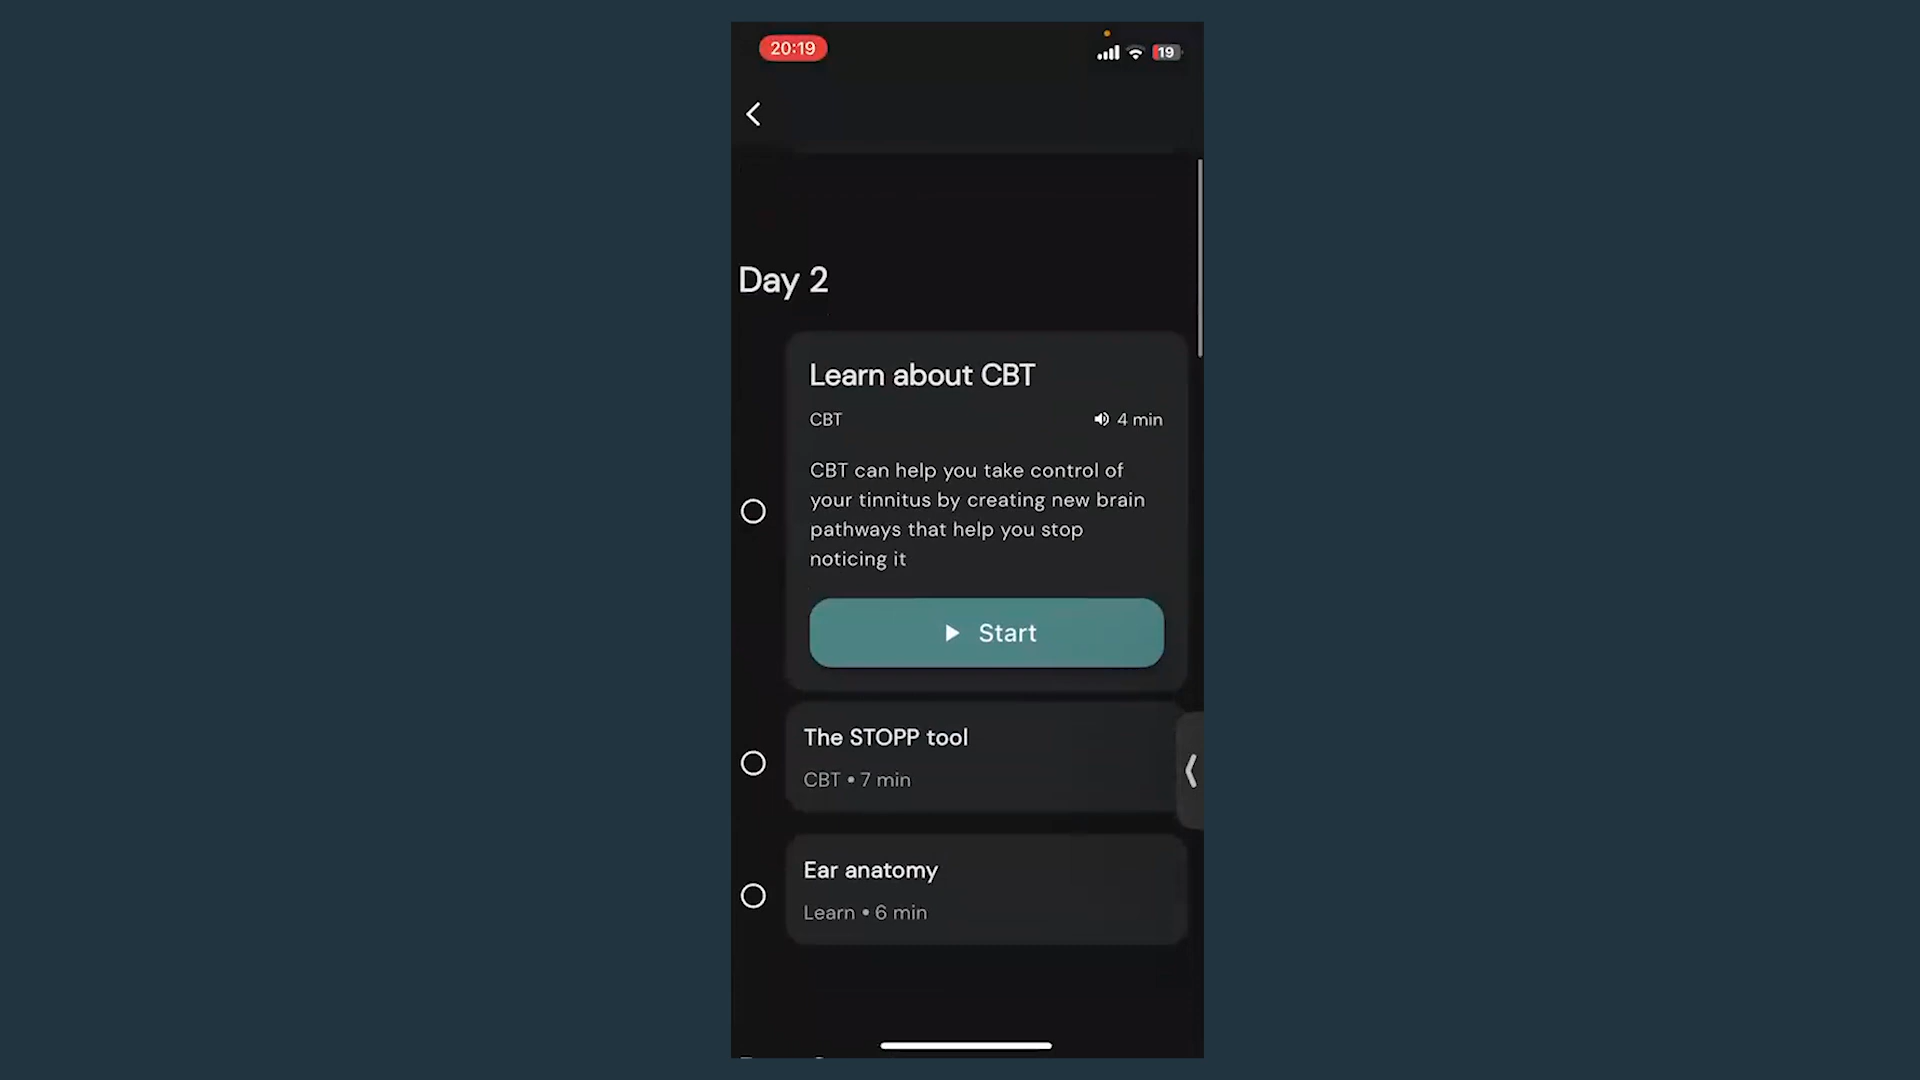 20:19
19
Day 2
Learn about CBT
CBT
4 min
CBT can help you take control of
your tinnitus by creating new brain
pathways that help you stop
noticing it
Start
The STOPP tool
CBT • 7 min
Ear anatomy
Learn • 6 min